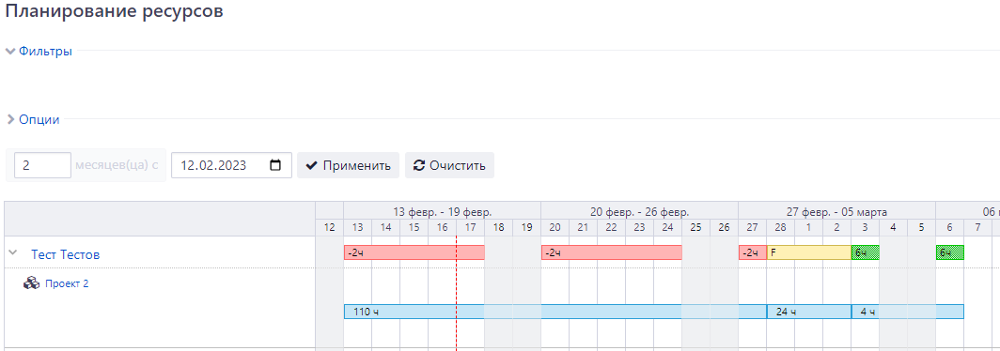 Планирование ресурсов
Фильтры
Опции
2 месяцев(ца) с 12.02.2023 Применить Очистить
13 февр. - 19 февр. 20 февр. - 26 февр. 27 февр. - 05 марта 06
12 13 14 15 16 17 18 19 20 21 22 23 24 25 26 27 28 1 2 3 4 5 6 7
Тест Тестов -2ч -2ч -2ч F 6ч 6ч
Проект 2
110 ч 24 ч 4 ч